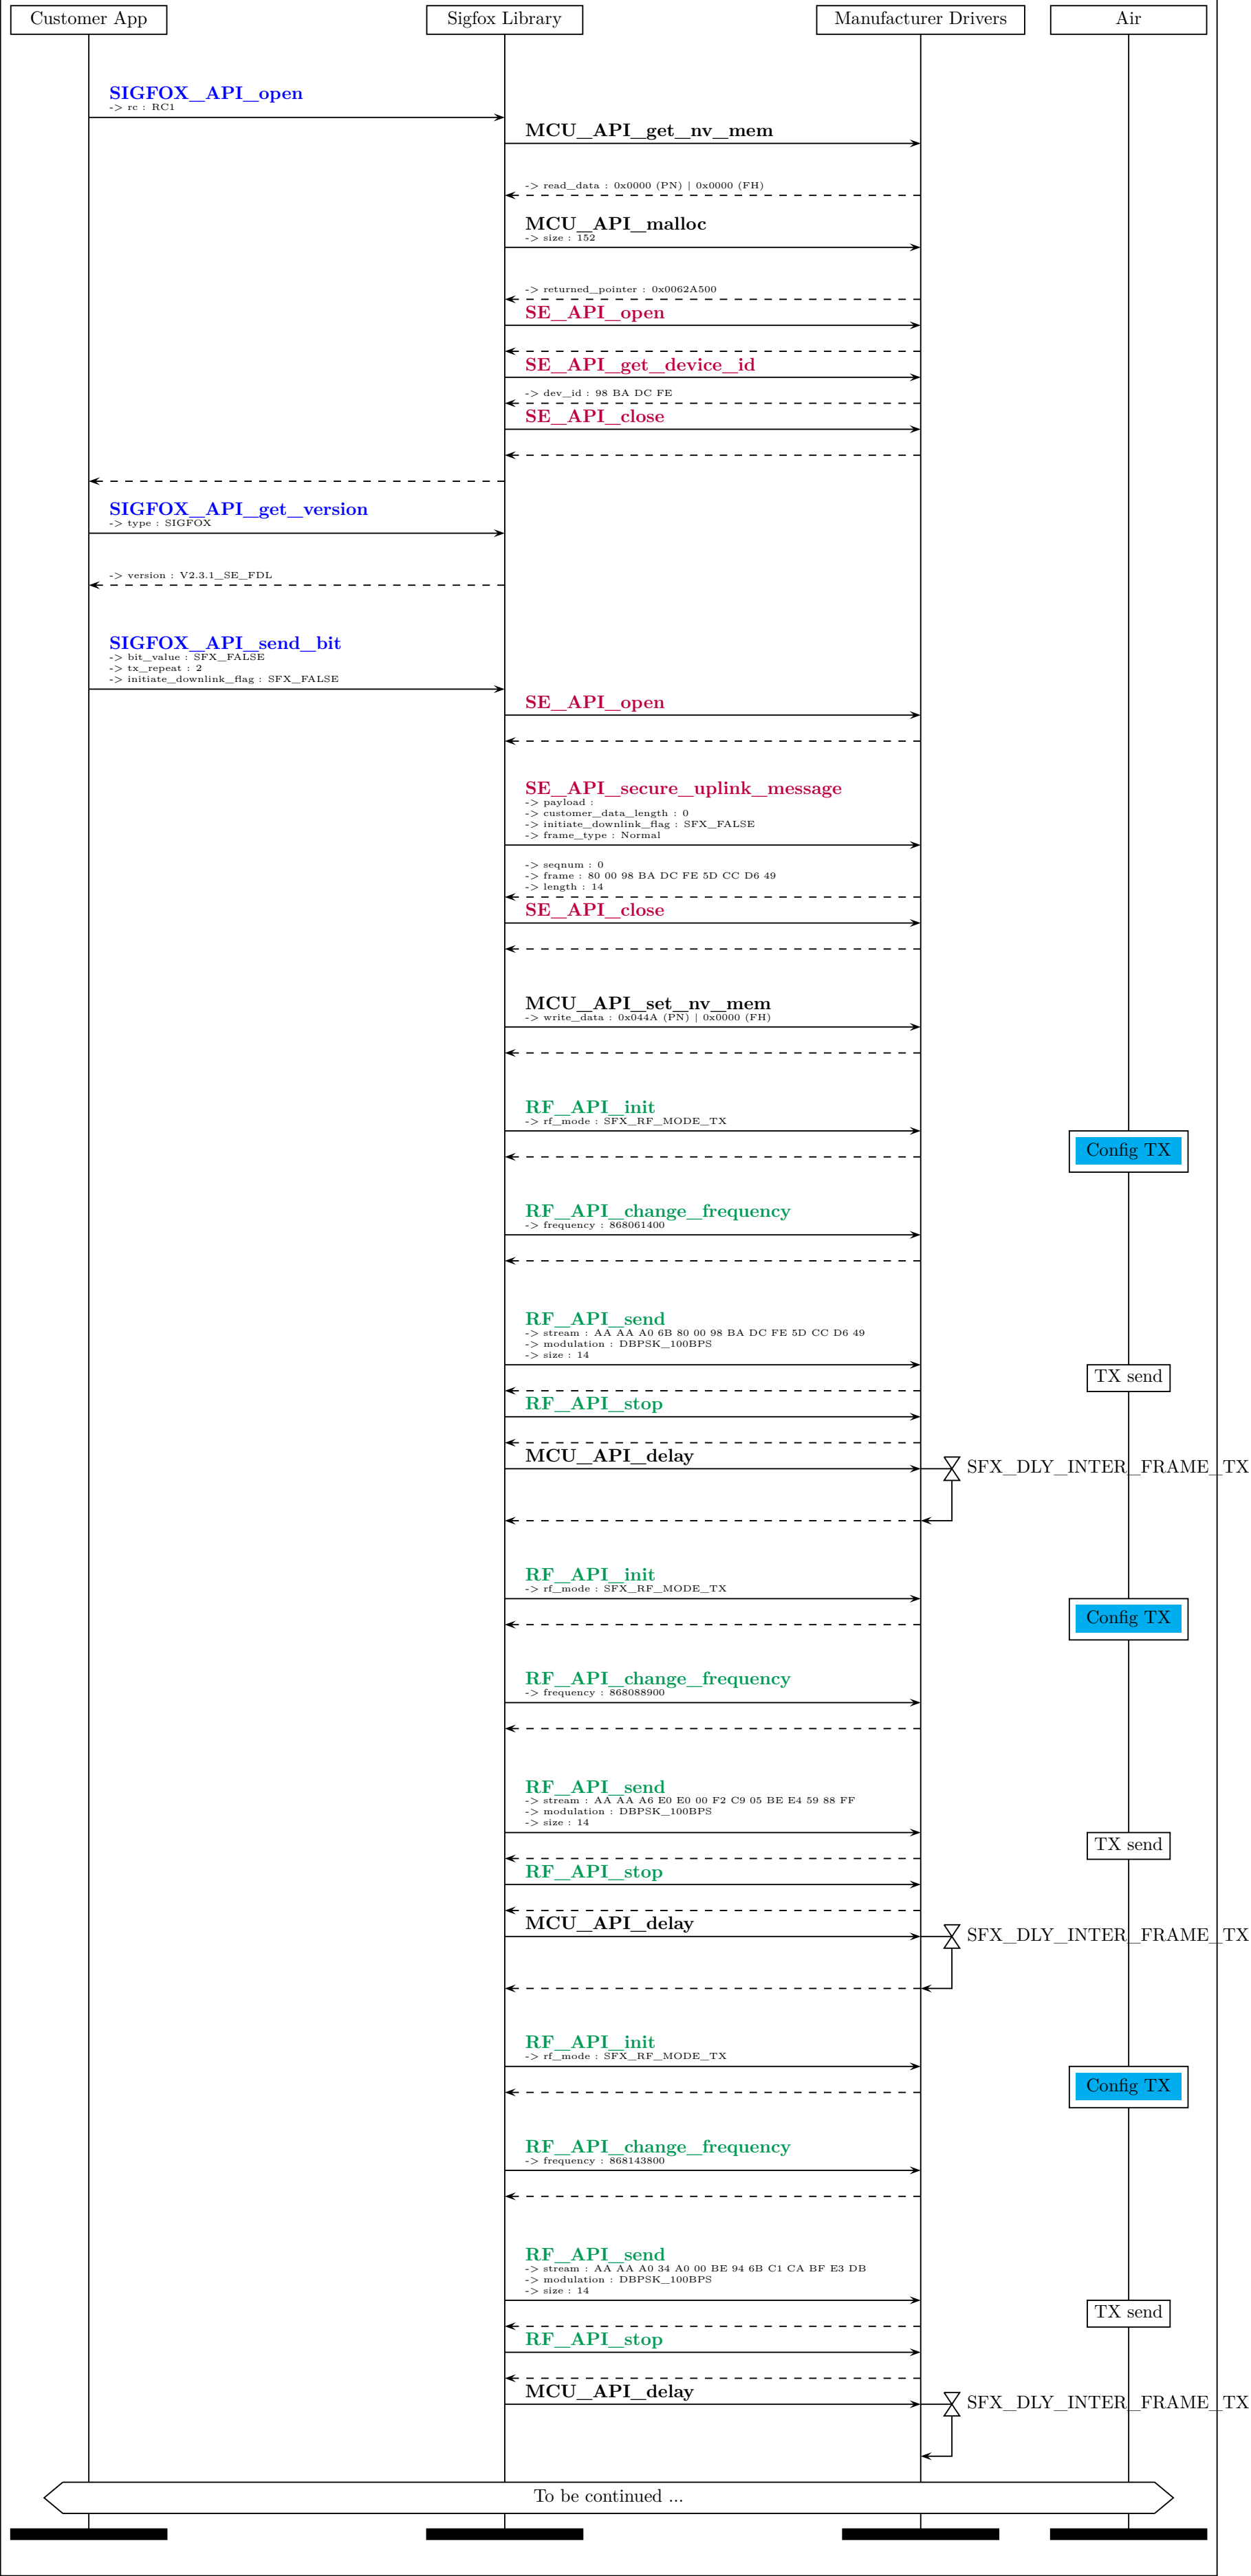 Customer App
Sigfox Library
Manufacturer Drivers
Air
SIGFOX_API_open
-> rc : RC1
MCU_API_get_nv_mem
-> read_data : 0x0000 (PN) | 0x0000 (FH)
MCU_API_malloc
-> size : 152
-> returned_pointer : 0x0062A500
SE_API_open
SE_API_get_device_id
-> dev_id : 98 BA DC FE
SE_API_close
SIGFOX_API_get_version
-> type : SIGFOX
-> version : V2.3.1_SE_FDL
SIGFOX_API_send_bit
-> bit_value : SFX_FALSE
-> tx_repeat : 2
-> initiate_downlink_flag : SFX_FALSE
SE_API_open
SE_API_secure_uplink_message
-> payload :
-> customer_data_length : 0
-> initiate_downlink_flag : SFX_FALSE
-> frame_type : Normal
-> seqnum : 0
-> frame : 80 00 98 BA DC FE 5D CC D6 49
-> length : 14
SE_API_close
MCU_API_set_nv_mem
-> write_data : 0x044A (PN) | 0x0000 (FH)
RF_API_init
-> rf_mode : SFX_RF_MODE_TX
Config TX
RF_API_change_frequency
-> frequency : 868061400
RF_API_send
-> stream : AA AA A0 6B 80 00 98 BA DC FE 5D CC D6 49
-> modulation : DBPSK_100BPS
-> size : 14
TX send
RF_API_stop
MCU_API_delay
SFX_DLY_INTER_FRAME_TX
RF_API_init
-> rf_mode : SFX_RF_MODE_TX
Config TX
RF_API_change_frequency
-> frequency : 868088900
RF_API_send
-> stream : AA AA A6 E0 E0 00 F2 C9 05 BE E4 59 88 FF
-> modulation : DBPSK_100BPS
-> size : 14
TX send
RF_API_stop
MCU_API_delay
SFX_DLY_INTER_FRAME_TX
RF_API_init
-> rf_mode : SFX_RF_MODE_TX
Config TX
RF_API_change_frequency
-> frequency : 868143800
RF_API_send
-> stream : AA AA A0 34 A0 00 BE 94 6B C1 CA BF E3 DB
-> modulation : DBPSK_100BPS
-> size : 14
TX send
RF_API_stop
MCU_API_delay
SFX_DLY_INTER_FRAME_TX
To be continued ...